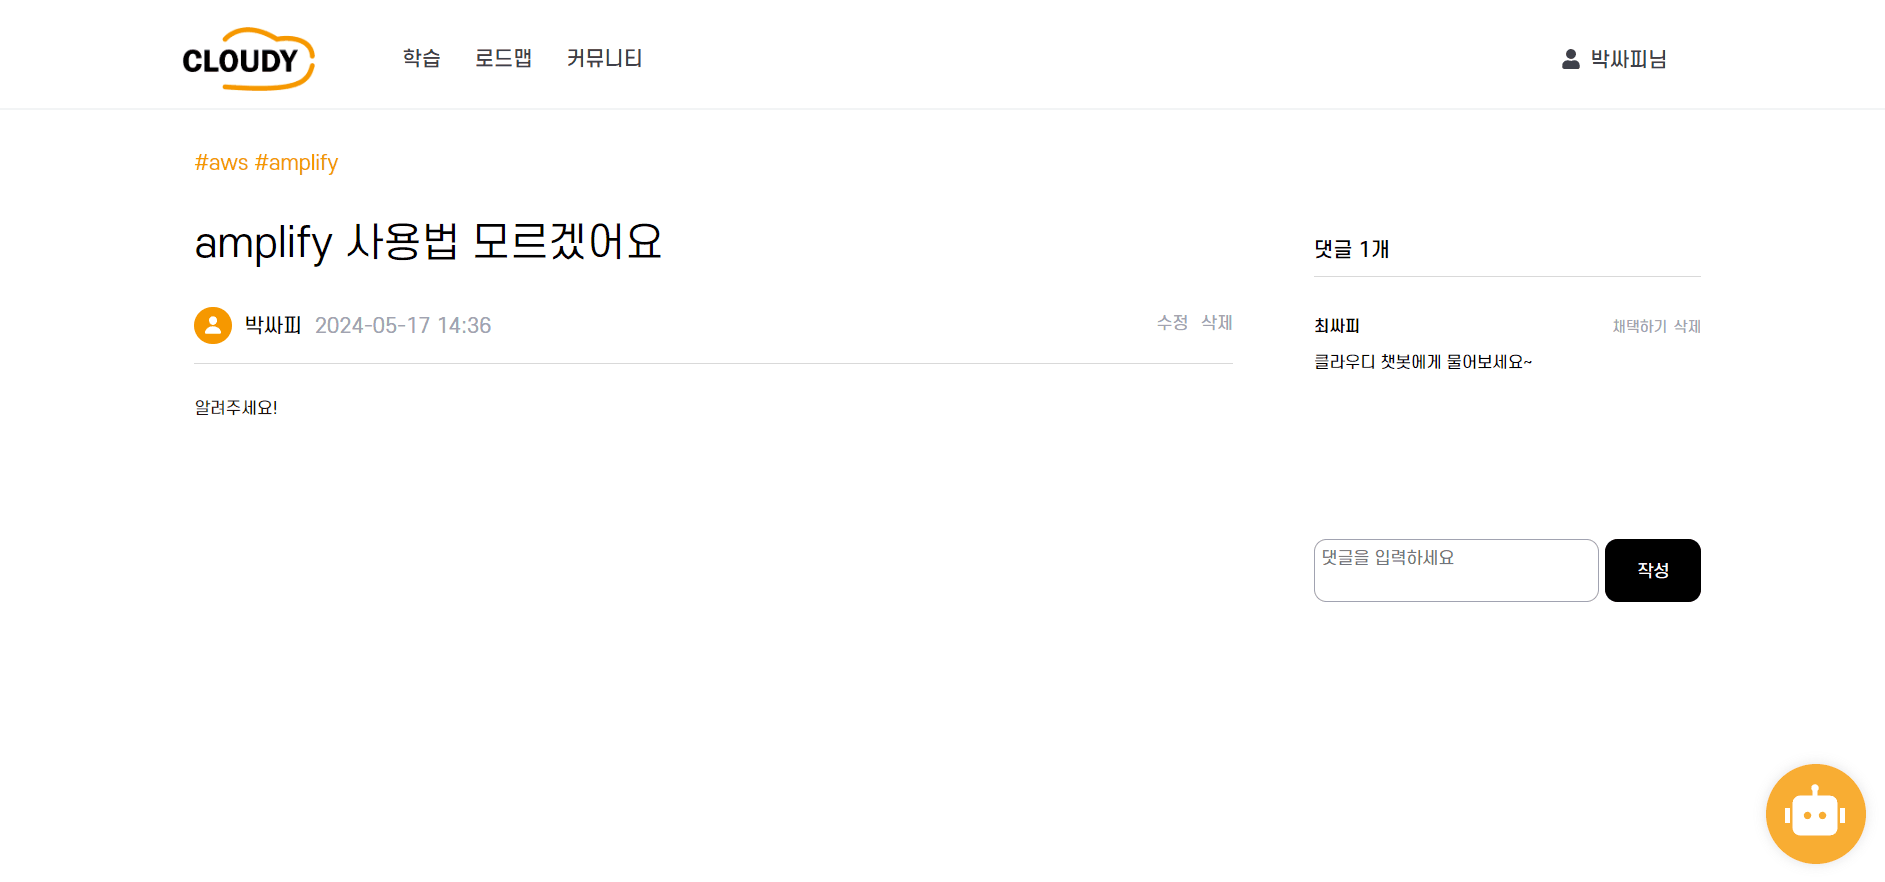 CLOUDY
학습 로드맵 커뮤니티
박싸피님
#aws #amplify
amplify 사용법 모르겠어요
박싸피 2024-05-17 14:36
수정 삭제
알려주세요!
댓글 1개
최싸피
채택하기 삭제
클라우디 챗봇에게 물어보세요~
댓글을 입력하세요
작성